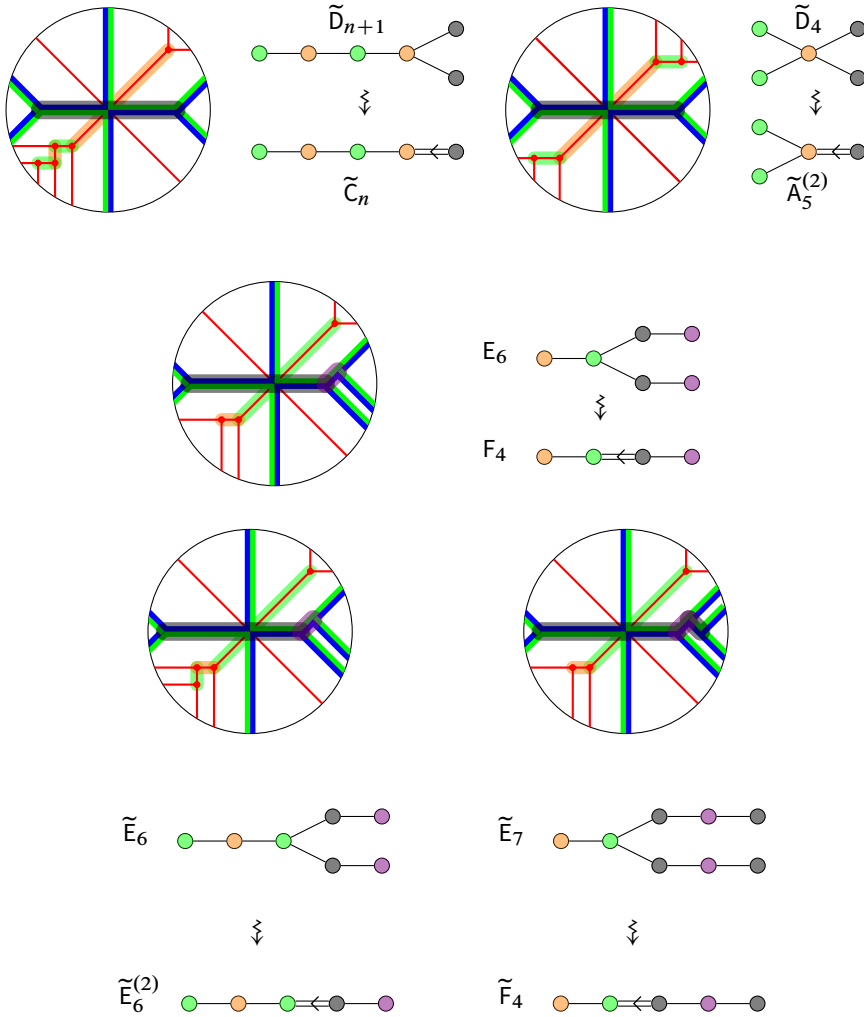 D̃ₙ₊₁
D̃₄
C̃ₙ
Ã₅⁽²⁾
E₆
F₄
Ẽ₆
Ẽ₇
Ẽ₆⁽²⁾
F̃₄